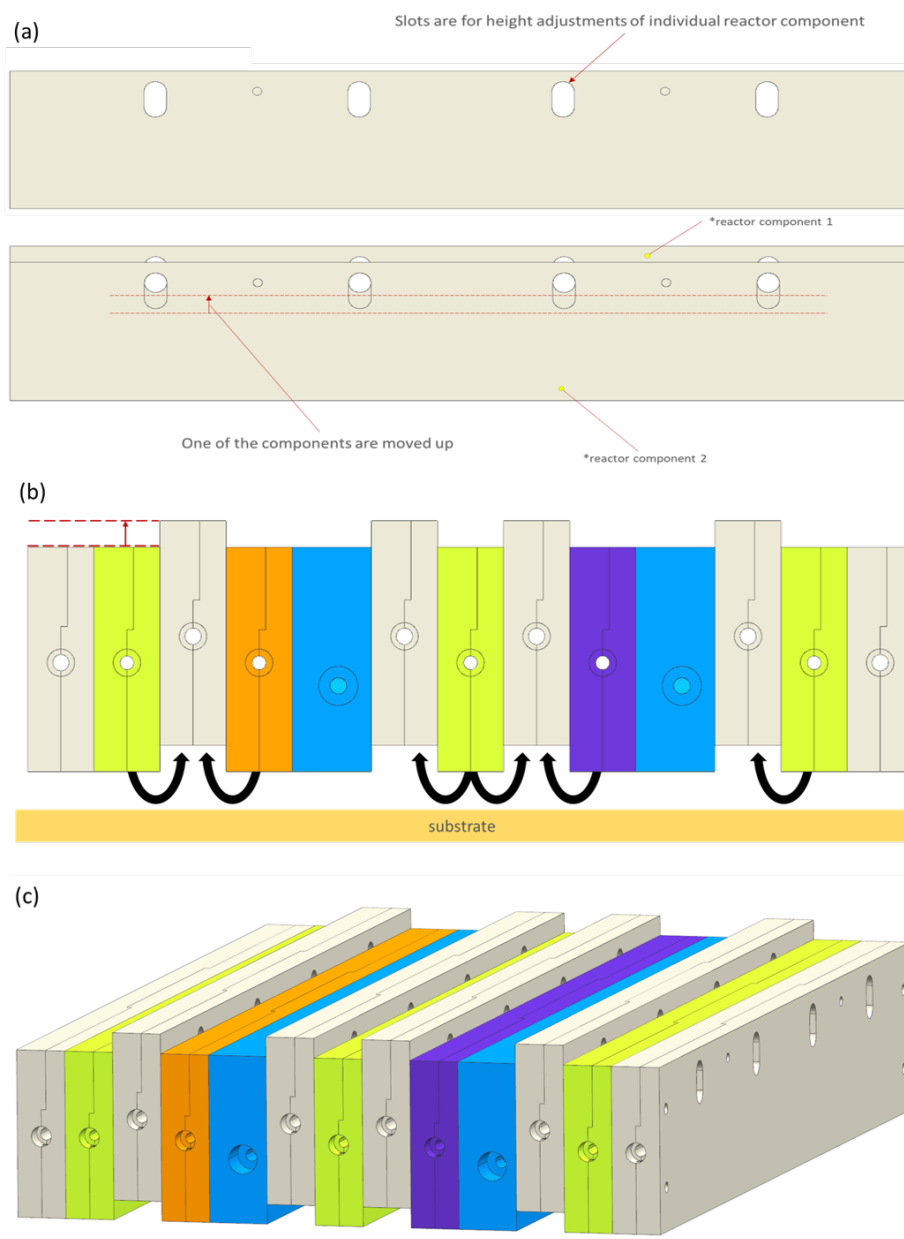 (a)
Slots are for height adjustments of individual reactor component
*reactor component 1
One of the components are moved up
*reactor component 2
(b)
substrate
(c)